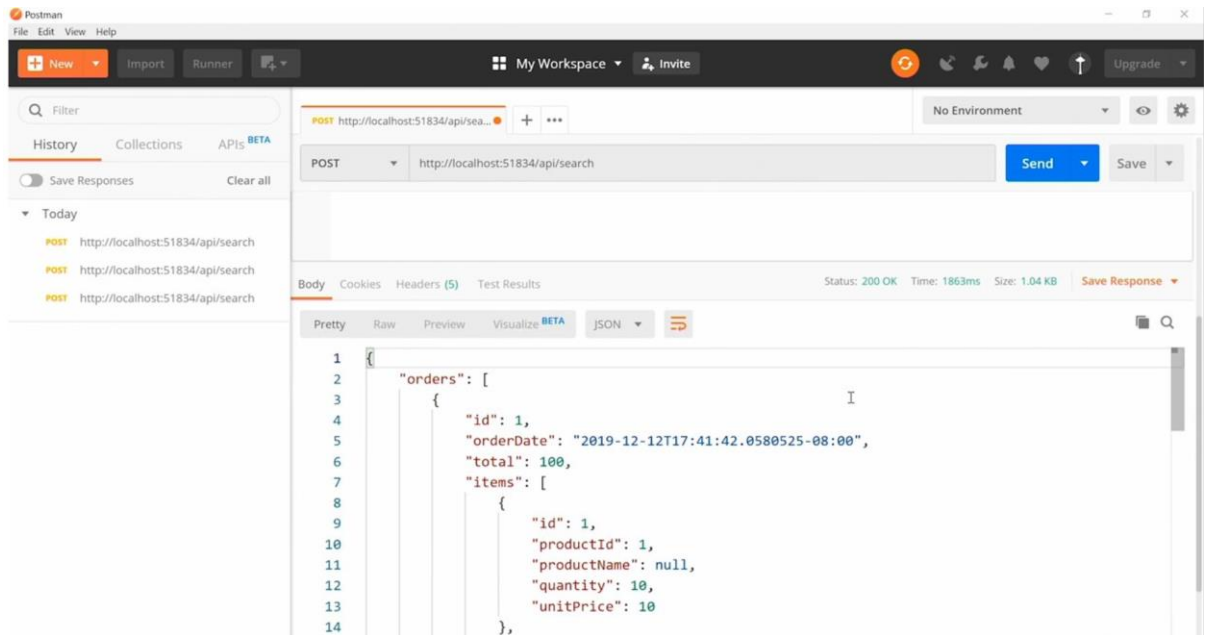 Postman
File Edit View Help
New Import Runner My Workspace Invite Upgrade
Filter
History Collections APIs BETA
Save Responses Clear all
Today
POST http://localhost:51834/api/search
POST http://localhost:51834/api/search
POST http://localhost:51834/api/search
POST http://localhost:51834/api/sea...
No Environment
POST http://localhost:51834/api/search Send Save
Body Cookies Headers (5) Test Results Status: 200 OK Time: 1863ms Size: 1.04 KB Save Response
Pretty Raw Preview Visualize BETA JSON
1 {
2 "orders": [
3 {
4 "id": 1,
5 "orderDate": "2019-12-12T17:41:42.0580525-08:00",
6 "total": 100,
7 "items": [
8 {
9 "id": 1,
10 "productId": 1,
11 "productName": null,
12 "quantity": 10,
13 "unitPrice": 10
14 },